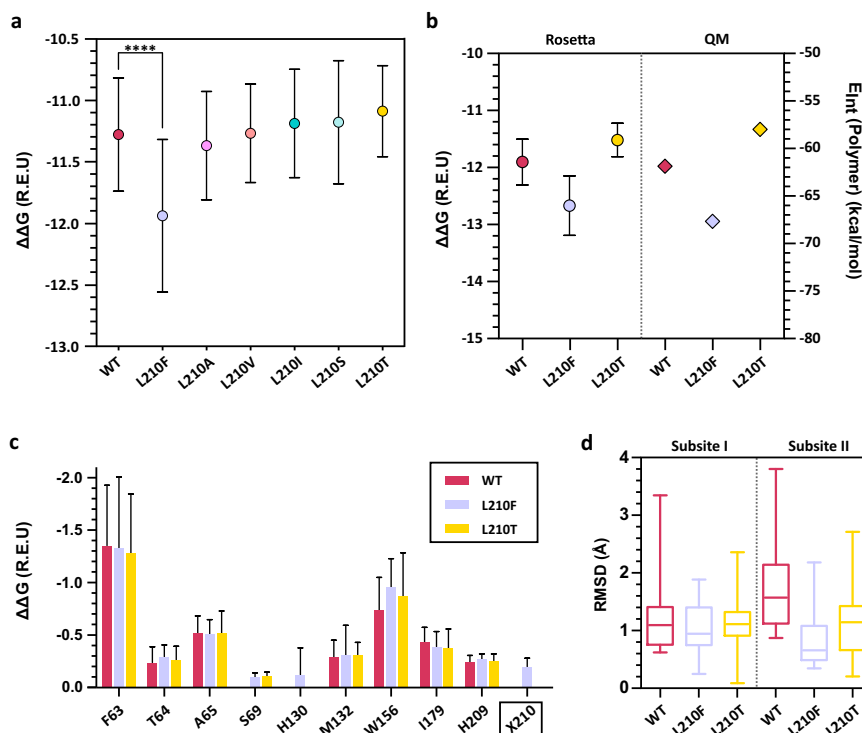 a
-10.5
-11.0
-11.5
-12.0
-12.5
-13.0
ΔΔG (R.E.U)
****
WT
L210F
L210A
L210V
L210I
L210S
L210T
b
Rosetta
QM
-10
-11
-12
-13
-14
-15
ΔΔG (R.E.U)
-50
-55
-60
-65
-70
-75
-80
EInt (Polymer) (kcal/mol)
WT
L210F
L210T
WT
L210F
L210T
c
-2.0
-1.5
-1.0
-0.5
0.0
ΔΔG (R.E.U)
WT
L210F
L210T
F63
T64
A65
S69
H130
M132
W156
I179
H209
X210
d
Subsite I
Subsite II
4
3
2
1
0
RMSD (Å)
WT
L210F
L210T
WT
L210F
L210T